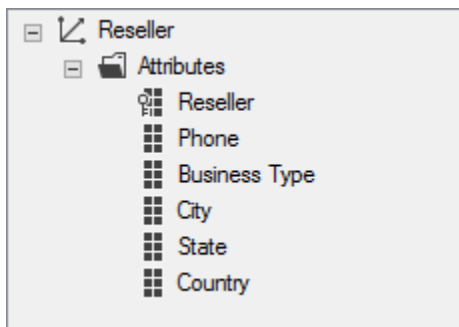 Reseller
Attributes
Reseller
Phone
Business Type
City
State
Country